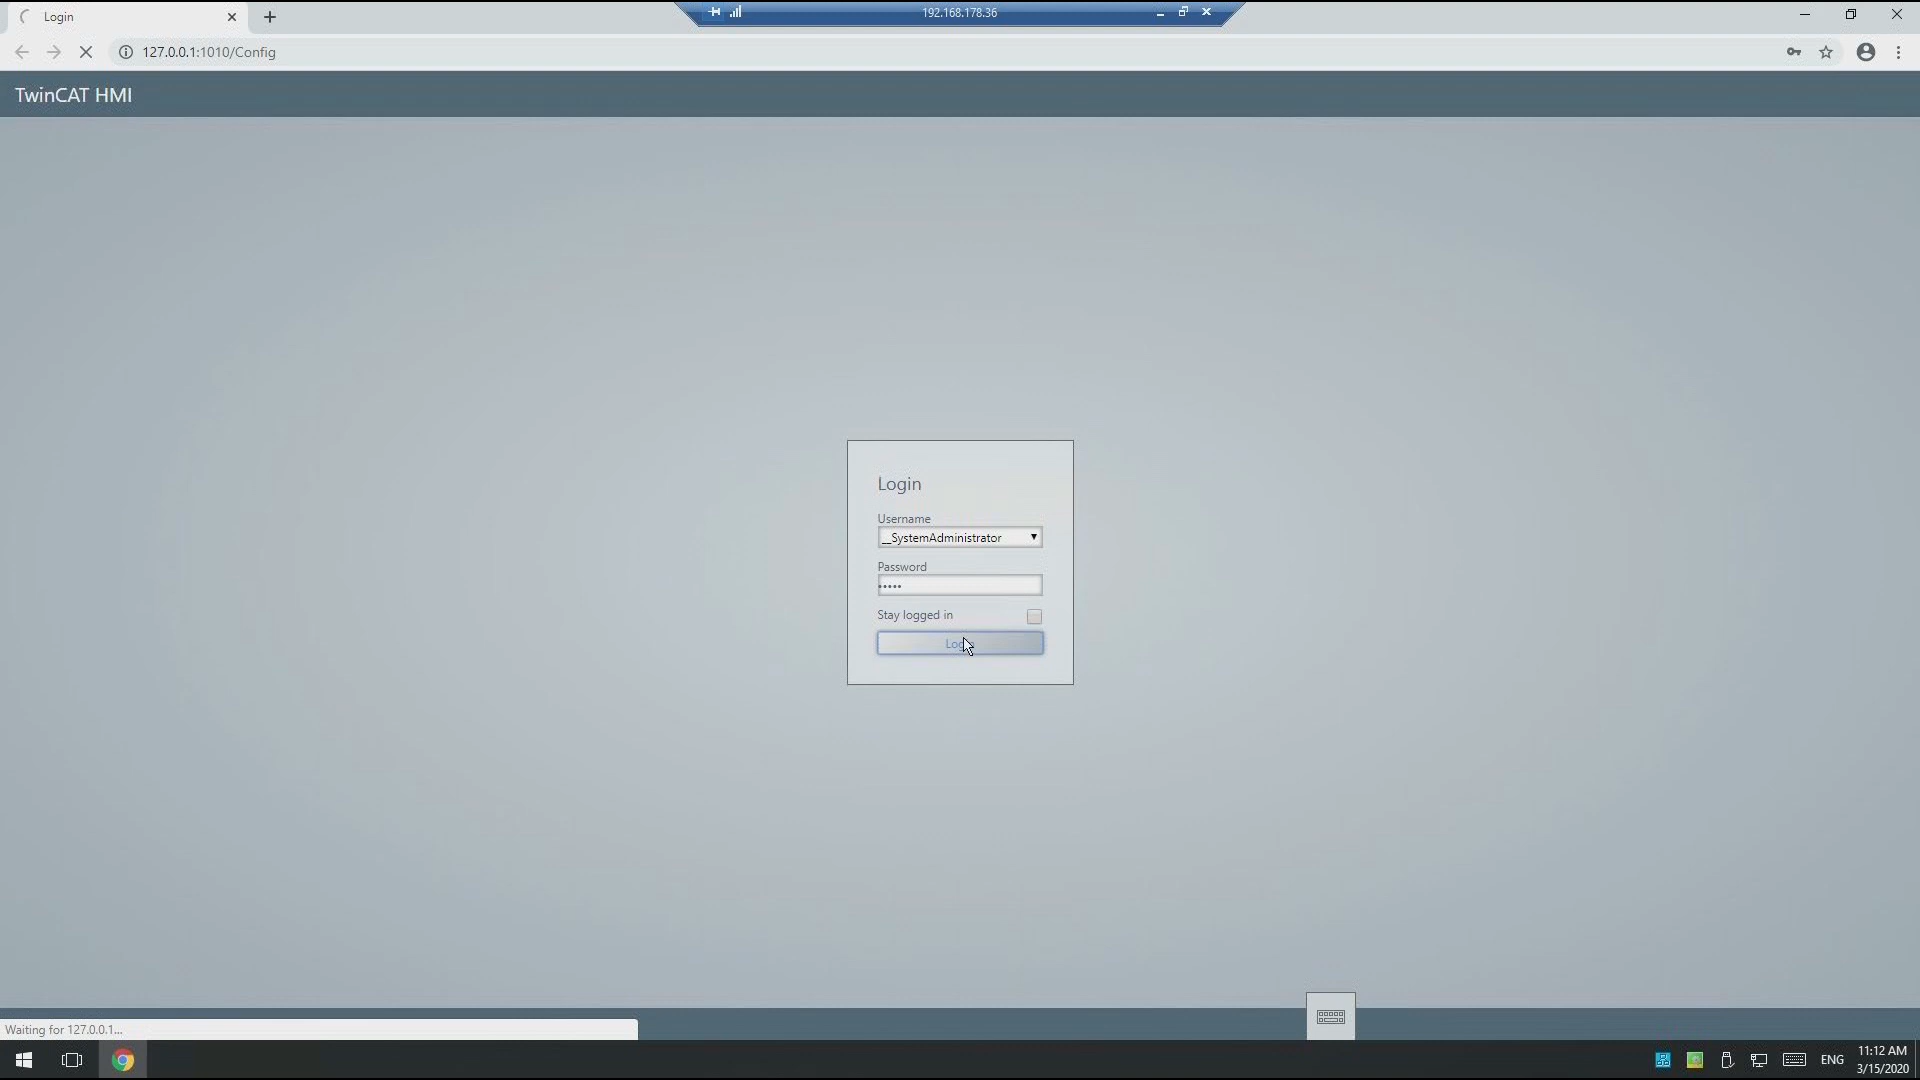 Login
192.168.178.36
127.0.0.1:1010/Config
TwinCAT HMI
Login
Username
__SystemAdministrator
Password
•••••
Stay logged in
Login
Waiting for 127.0.0.1...
ENG
11:12 AM
3/15/2020